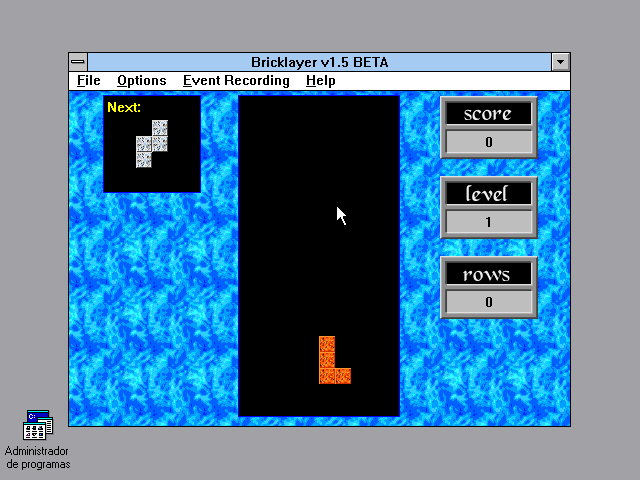 Bricklayer v1.5 BETA
File Options Event Recording Help
Next:
score
0
level
1
rows
0
C:\
Administrador
de programas